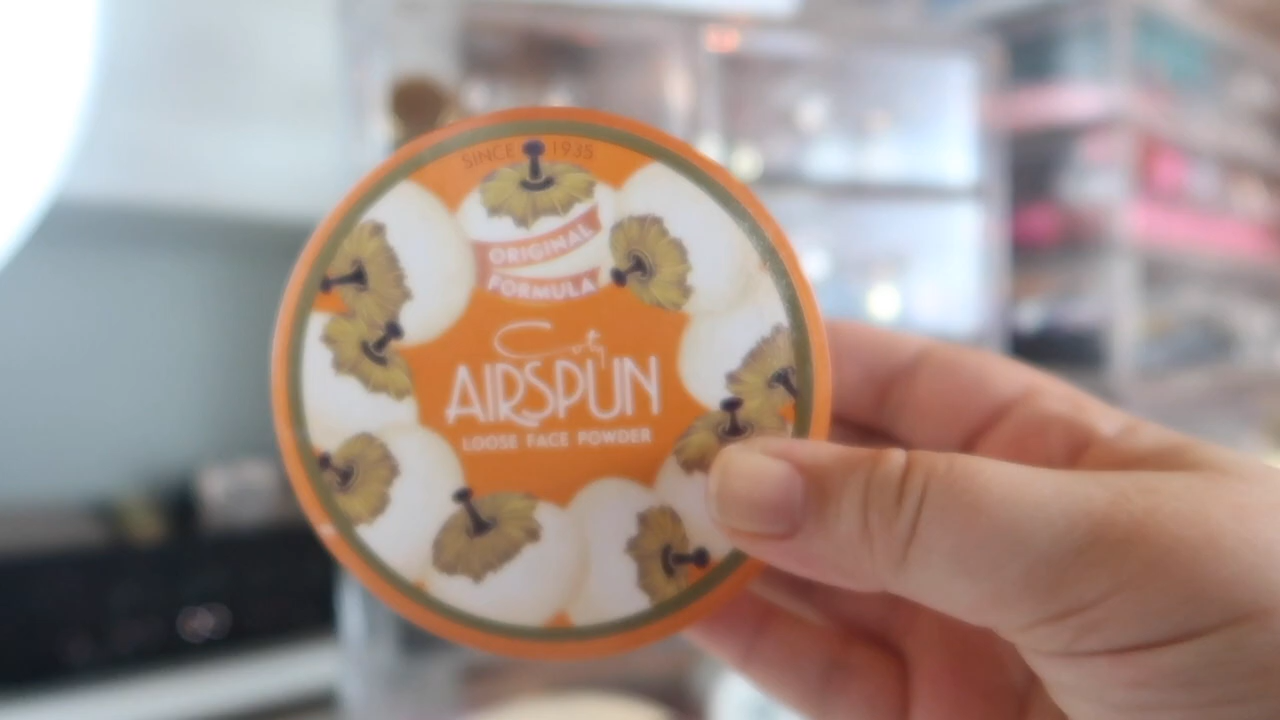 SINCE 1935
ORIGINAL
FORMULA
Coty
AIRSPUN
LOOSE FACE POWDER